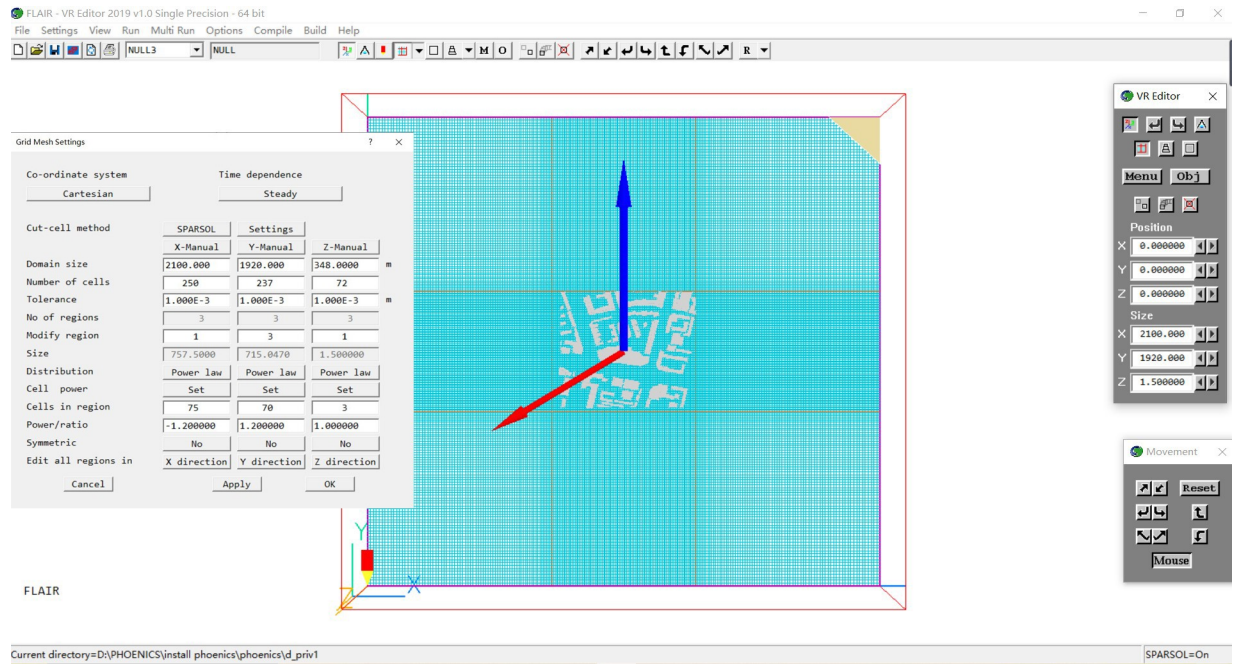 FLAIR - VR Editor 2019 v1.0 Single Precision - 64 bit
File Settings View Run Multi Run Options Compile Build Help
NULL3 NULL M O R
VR Editor
Menu Obj
Position
X 0.000000
Y 0.000000
Z 0.000000
Size
X 2100.000
Y 1920.000
Z 1.500000
Grid Mesh Settings ?
Co-ordinate system Time dependence
Cartesian Steady
Cut-cell method SPARSOL Settings
X-Manual Y-Manual Z-Manual
Domain size 2100.000 1920.000 348.0000 m
Number of cells 250 237 72
Tolerance 1.000E-3 1.000E-3 1.000E-3 m
No of regions 3 3 3
Modify region 1 3 1
Size 757.5000 715.0470 1.500000
Distribution Power law Power law Power law
Cell power Set Set Set
Cells in region 75 70 3
Power/ratio -1.200000 1.200000 1.000000
Symmetric No No No
Edit all regions in X direction Y direction Z direction
Cancel Apply OK
Movement
Reset
Mouse
Y
X
Z
FLAIR
Current directory=D:\PHOENICS\install phoenics\phoenics\d_priv1 SPARSOL=On